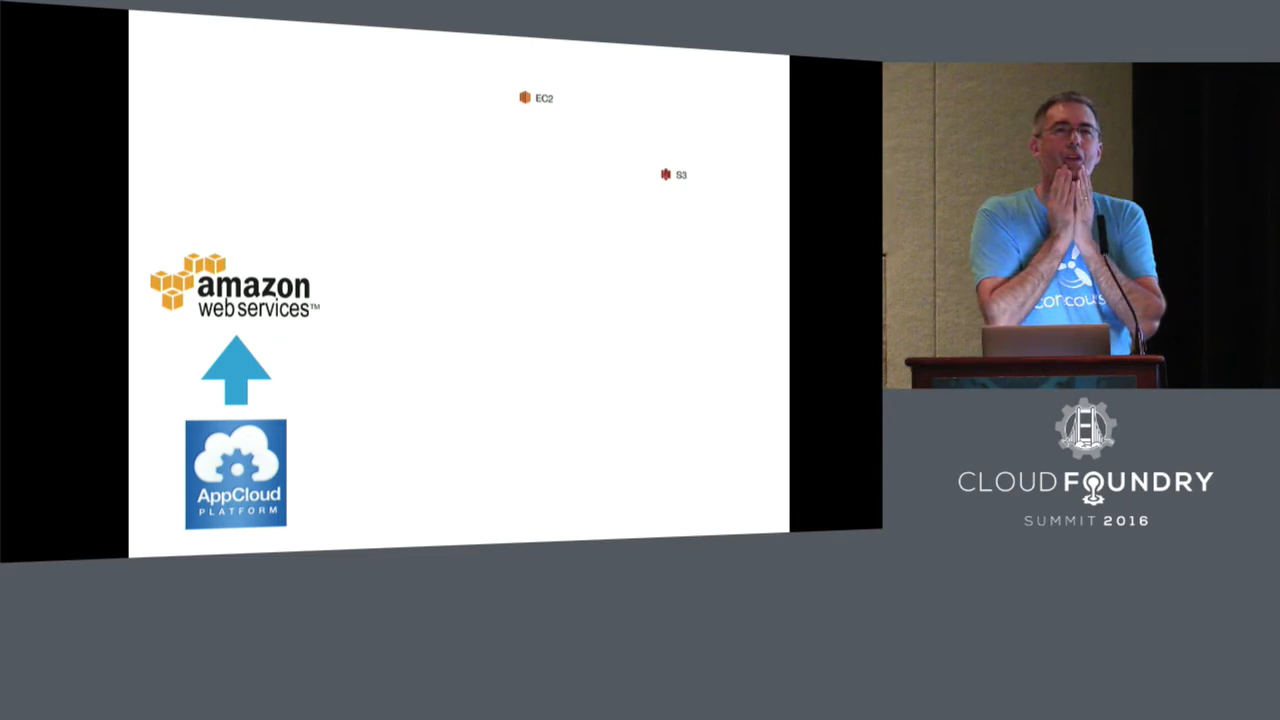 EC2
S3
amazon
web services™
AppCloud
PLATFORM
concourse
CLOUD FOUNDRY
SUMMIT 2016